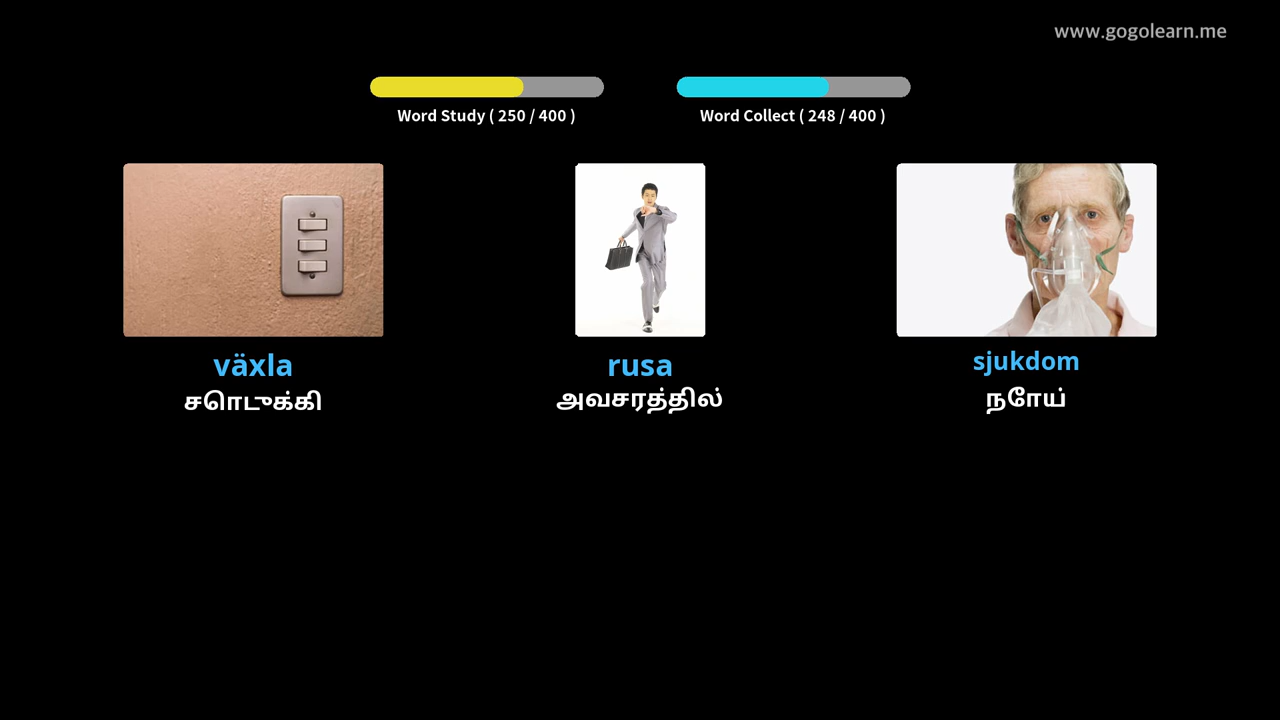 www.gogolearn.me
Word Study ( 250 / 400 )
Word Collect ( 248 / 400 )
växla
rusa
sjukdom
சொடுக்கி
அவசரத்தில்
நோய்